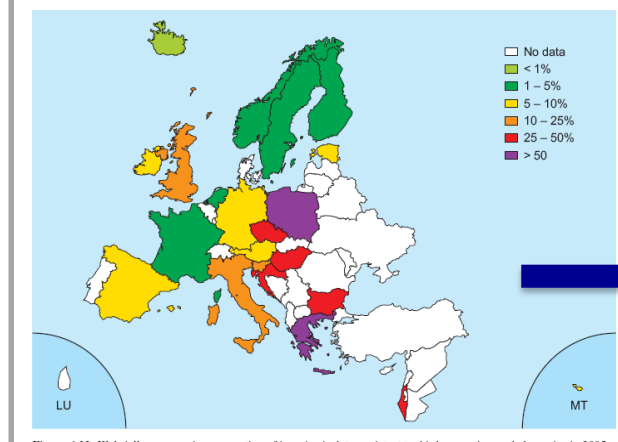 No data
< 1%
1 – 5%
5 – 10%
10 – 25%
25 – 50%
> 50
LU
MT